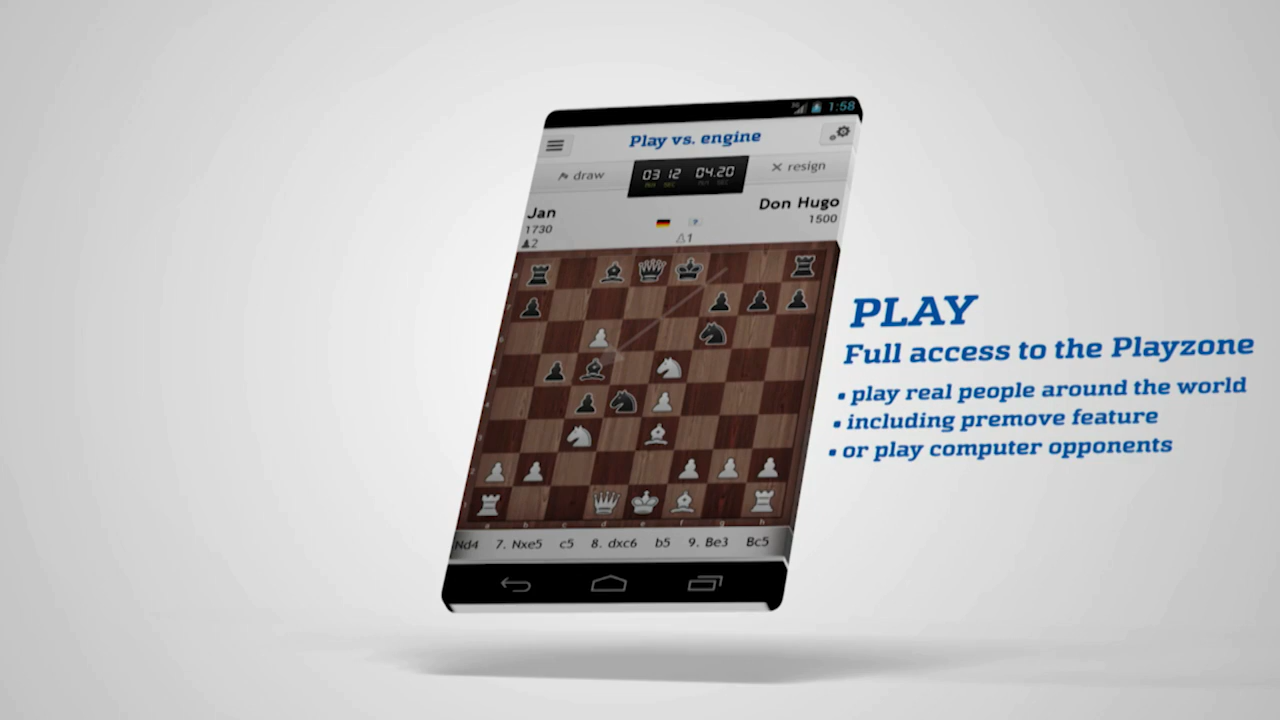 1:58
Play vs. engine
draw
03 12 04.20
resign
Jan
Don Hugo
1730
1500
2
1
Nd4 7. Nxe5 c5 8. dxc6 b5 9. Be3 Bc5
PLAY
Full access to the Playzone
• play real people around the world
• including premove feature
• or play computer opponents